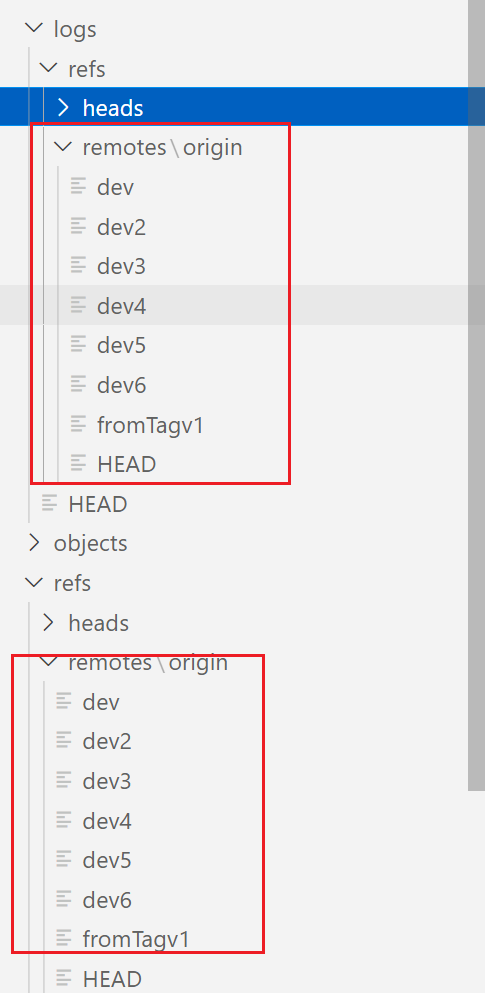 logs
refs
heads
remotes\origin
dev
dev2
dev3
dev4
dev5
dev6
fromTagv1
HEAD
HEAD
objects
refs
heads
remotes\origin
dev
dev2
dev3
dev4
dev5
dev6
fromTagv1
HEAD